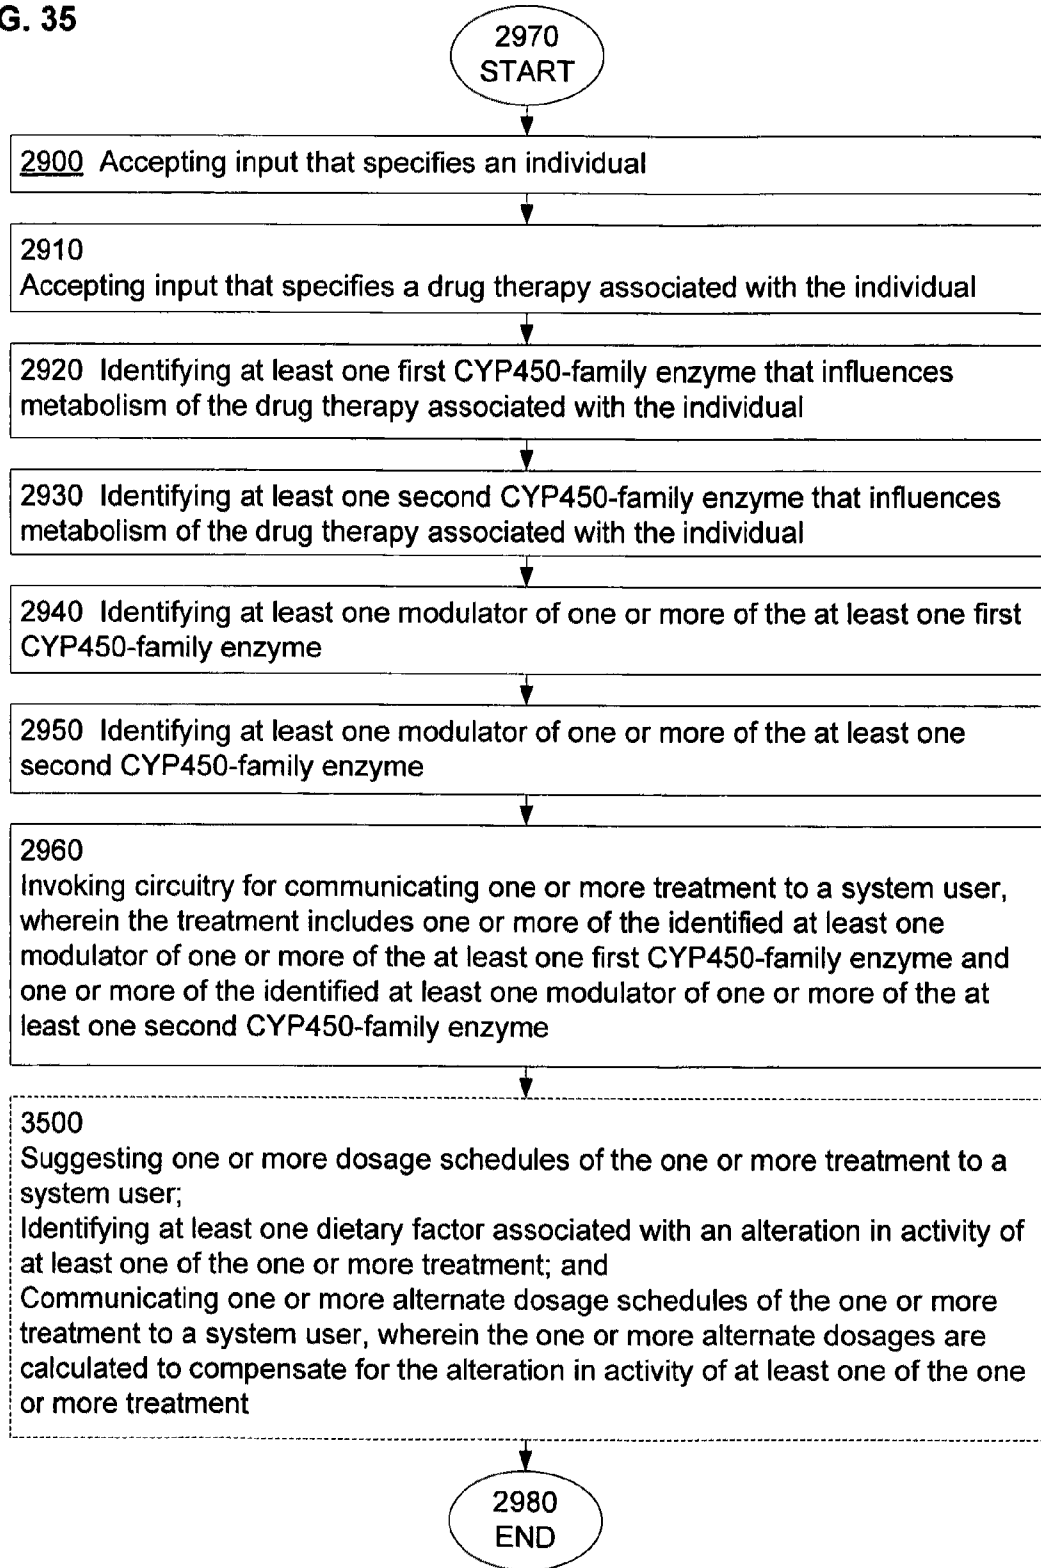 G. 35
2970
START
2900 Accepting input that specifies an individual
2910
Accepting input that specifies a drug therapy associated with the individual
2920 Identifying at least one first CYP450-family enzyme that influences
metabolism of the drug therapy associated with the individual
2930 Identifying at least one second CYP450-family enzyme that influences
metabolism of the drug therapy associated with the individual
2940 Identifying at least one modulator of one or more of the at least one first
CYP450-family enzyme
2950 Identifying at least one modulator of one or more of the at least one
second CYP450-family enzyme
2960
Invoking circuitry for communicating one or more treatment to a system user,
wherein the treatment includes one or more of the identified at least one
modulator of one or more of the at least one first CYP450-family enzyme and
one or more of the identified at least one modulator of one or more of the at
least one second CYP450-family enzyme
3500
Suggesting one or more dosage schedules of the one or more treatment to a
system user;
Identifying at least one dietary factor associated with an alteration in activity of
at least one of the one or more treatment; and
Communicating one or more alternate dosage schedules of the one or more
treatment to a system user, wherein the one or more alternate dosages are
calculated to compensate for the alteration in activity of at least one of the one
or more treatment
2980
END